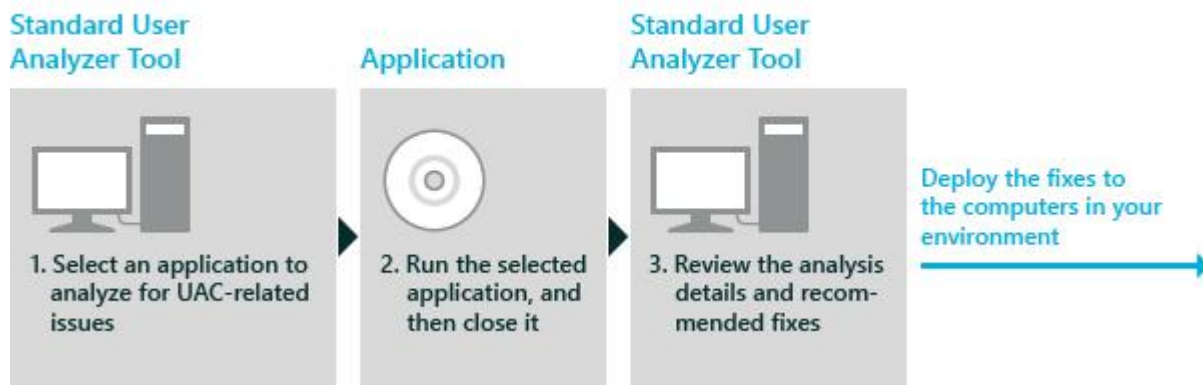 Standard User
Analyzer Tool
1. Select an application to
analyze for UAC-related
issues
Application
2. Run the selected
application, and
then close it
Standard User
Analyzer Tool
3. Review the analysis
details and recom-
mended fixes
Deploy the fixes to
the computers in your
environment